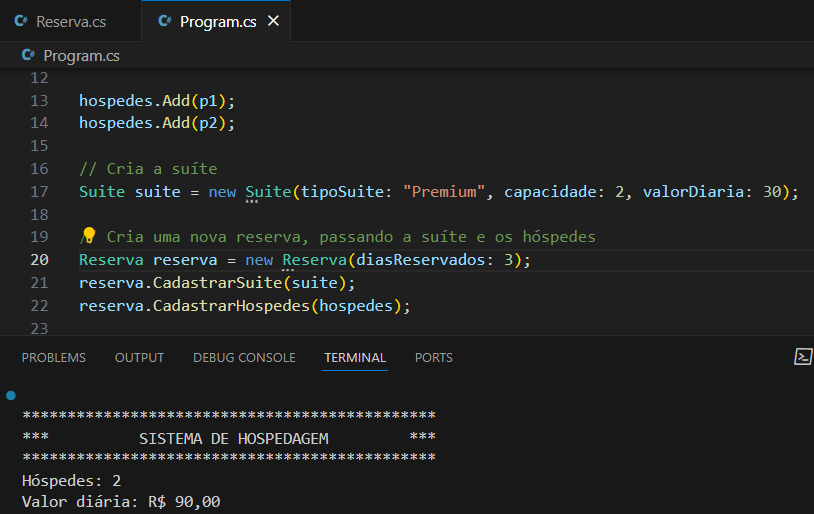 Reserva.cs
Program.cs
Program.cs
12
13 hospedes.Add(p1);
14 hospedes.Add(p2);
15
16 // Cria a suíte
17 Suite suite = new Suite(tipoSuite: "Premium", capacidade: 2, valorDiaria: 30);
18
19 // Cria uma nova reserva, passando a suíte e os hóspedes
20 Reserva reserva = new Reserva(diasReservados: 3);
21 reserva.CadastrarSuite(suite);
22 reserva.CadastrarHospedes(hospedes);
23
PROBLEMS OUTPUT DEBUG CONSOLE TERMINAL PORTS
**********************************************
*** SISTEMA DE HOSPEDAGEM ***
**********************************************
Hóspedes: 2
Valor diária: R$ 90,00